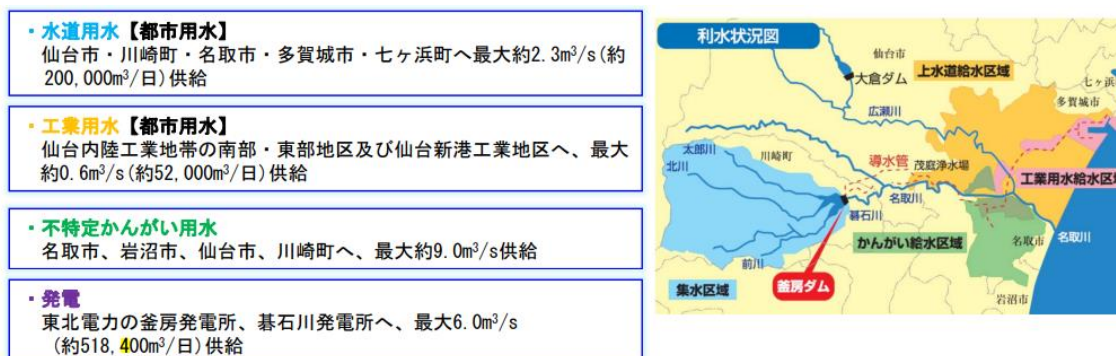 ・水道用水【都市用水】
仙台市・川崎町・名取市・多賀城市・七ヶ浜町へ最大約2.3m³/s(約
200,000m³/日)供給
・工業用水【都市用水】
仙台内陸工業地帯の南部・東部地区及び仙台新港工業地区へ、最大
約0.6m³/s(約52,000m³/日)供給
・不特定かんがい用水
名取市、岩沼市、仙台市、川崎町へ、最大約9.0m³/s供給
・発電
東北電力の釜房発電所、碁石川発電所へ、最大6.0m³/s
(約518,400m³/日)供給
利水状況図
仙台市
大倉ダム
上水道給水区域
七ヶ浜
多賀城市
広瀬川
太郎川
北川
川崎町
導水管
茂庭浄水場
工業用水給水区域
名取川
碁石川
かんがい給水区域
名取市
名取川
前川
集水区域
釜房ダム
岩沼市